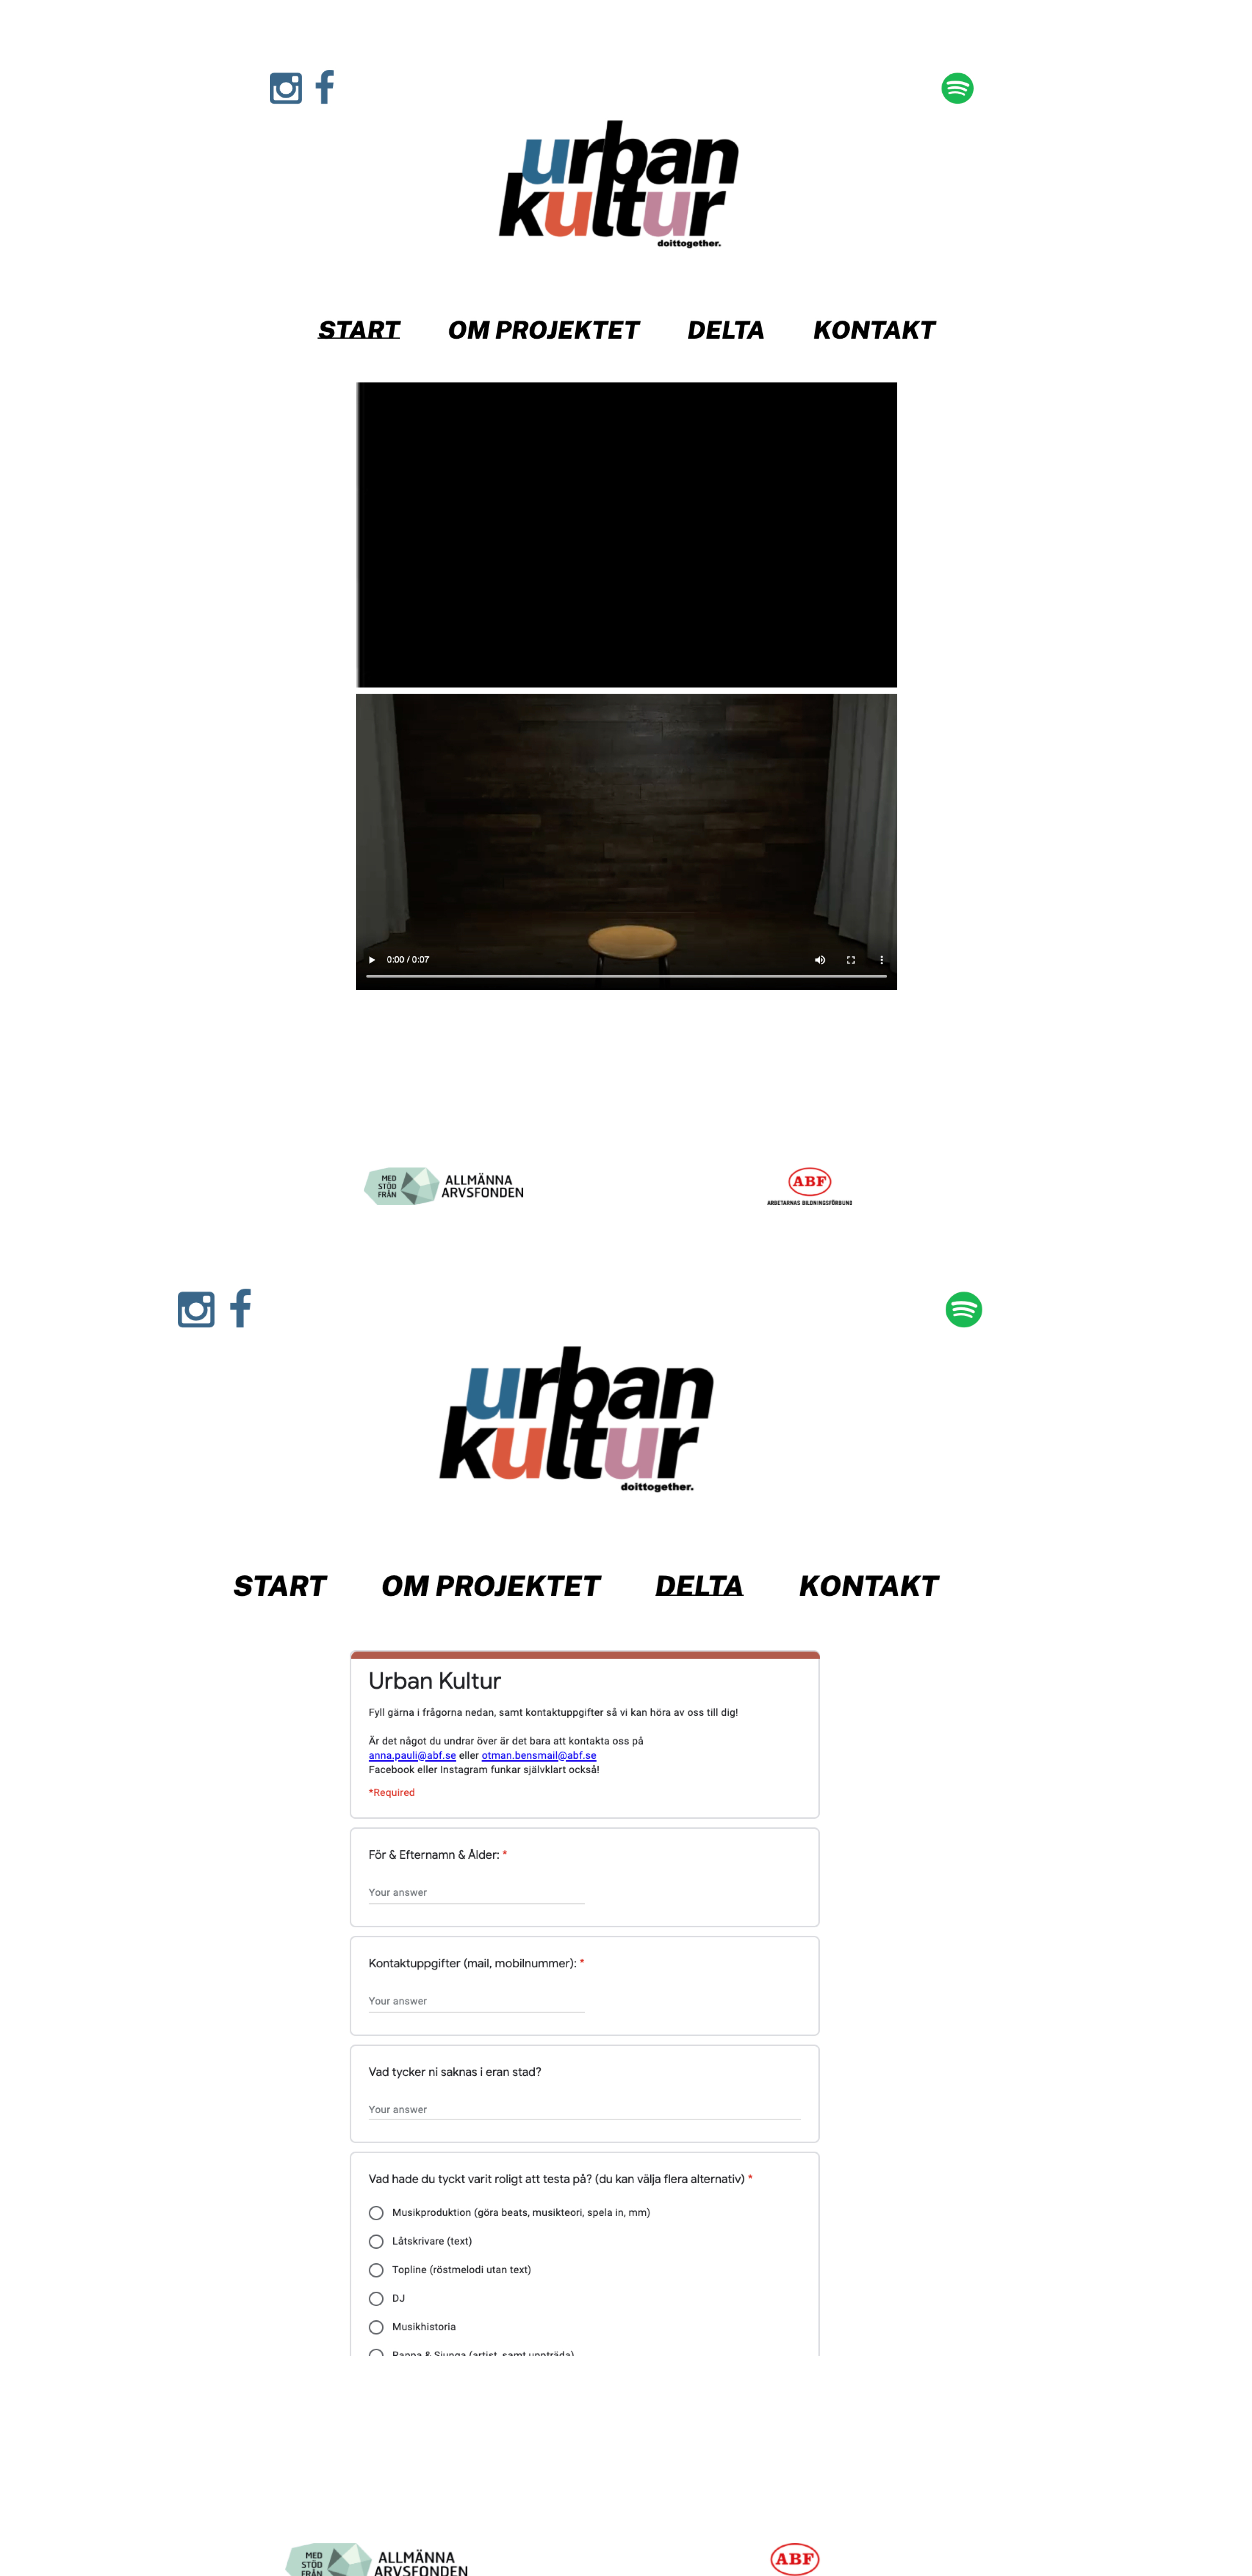 urban
kultur
doittogether.
START OM PROJEKTET DELTA KONTAKT
0:00 / 0:07
MED
STÖD
FRÅN
ALLMÄNNA
ARVSFONDEN
ABF
ARBETARNAS BILDNINGSFÖRBUND
urban
kultur
doittogether.
START OM PROJEKTET DELTA KONTAKT
Urban Kultur
Fyll gärna i frågorna nedan, samt kontaktuppgifter så vi kan höra av oss till dig!
Är det något du undrar över är det bara att kontakta oss på
anna.pauli@abf.se eller otman.bensmail@abf.se
Facebook eller Instagram funkar självklart också!
*Required
För & Efternamn & Ålder: *
Your answer
Kontaktuppgifter (mail, mobilnummer): *
Your answer
Vad tycker ni saknas i eran stad?
Your answer
Vad hade du tyckt varit roligt att testa på? (du kan välja flera alternativ) *
Musikproduktion (göra beats, musikteori, spela in, mm)
Låtskrivare (text)
Topline (röstmelodi utan text)
DJ
Musikhistoria
Rappa & Sjunga (artist, samt uppträda)
MED
STÖD
FRÅN
ALLMÄNNA
ARVSFONDEN
ABF